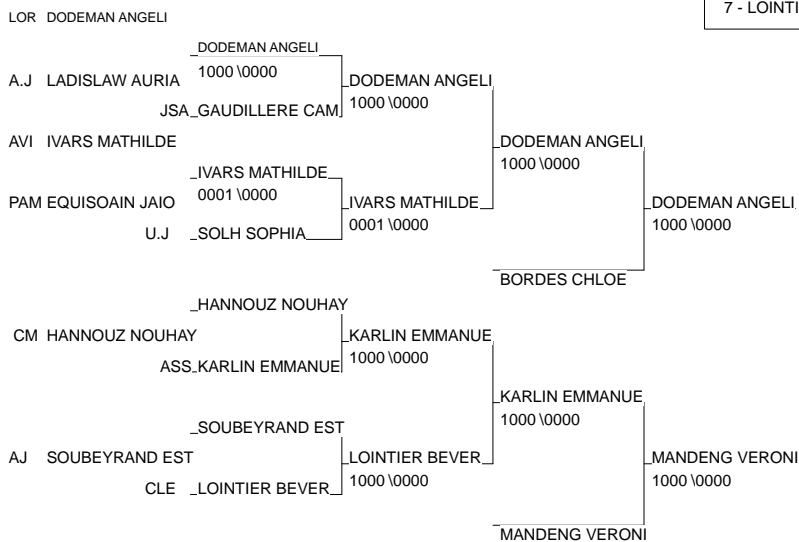 7 - LOINTI
LOR DODEMAN ANGELI
DODEMAN ANGELI
1000 \0000
A.J LADISLAW AURIA
DODEMAN ANGELI
1000 \0000
JSA GAUDILLERE CAM
AVI IVARS MATHILDE
DODEMAN ANGELI
1000 \0000
IVARS MATHILDE
0001 \0000
PAM EQUISOAIN JAIO
IVARS MATHILDE
0001 \0000
DODEMAN ANGELI
1000 \0000
U.J SOLH SOPHIA
BORDES CHLOE
HANNOUZ NOUHAY
CM HANNOUZ NOUHAY
KARLIN EMMANUE
1000 \0000
ASS KARLIN EMMANUE
KARLIN EMMANUE
1000 \0000
SOUBEYRAND EST
AJ SOUBEYRAND EST
LOINTIER BEVER
1000 \0000
MANDENG VERONI
1000 \0000
CLE LOINTIER BEVER
MANDENG VERONI